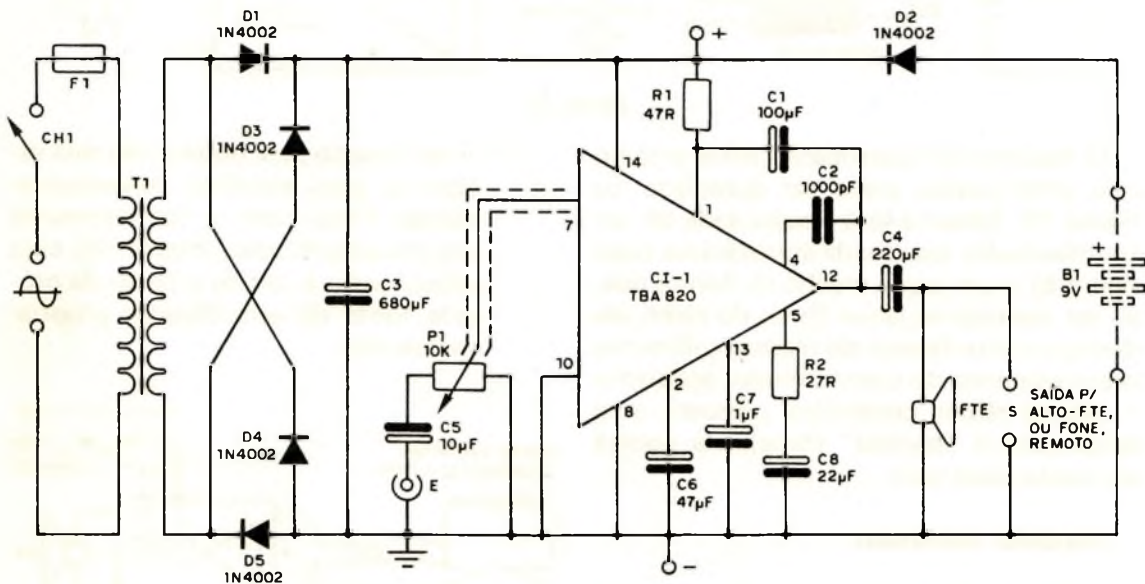 D1
1N4002
D2
1N4002
+
F1
R1
47R
C1
100µF
CH1
D3
1N4002
14
C2
1000pF
T1
7
1
4
C4
220µF
+
B1
9V
CI-1
TBA 820
12
C3
680µF
P1
10K
5
13
10
R2
27R
2
8
C7
1µF
FTE
S
SAÍDA P/
ALTO-FTE,
OU FONE,
REMOTO
D4
1N4002
C5
10µF
E
C6
47µF
C8
22µF
D5
1N4002
-